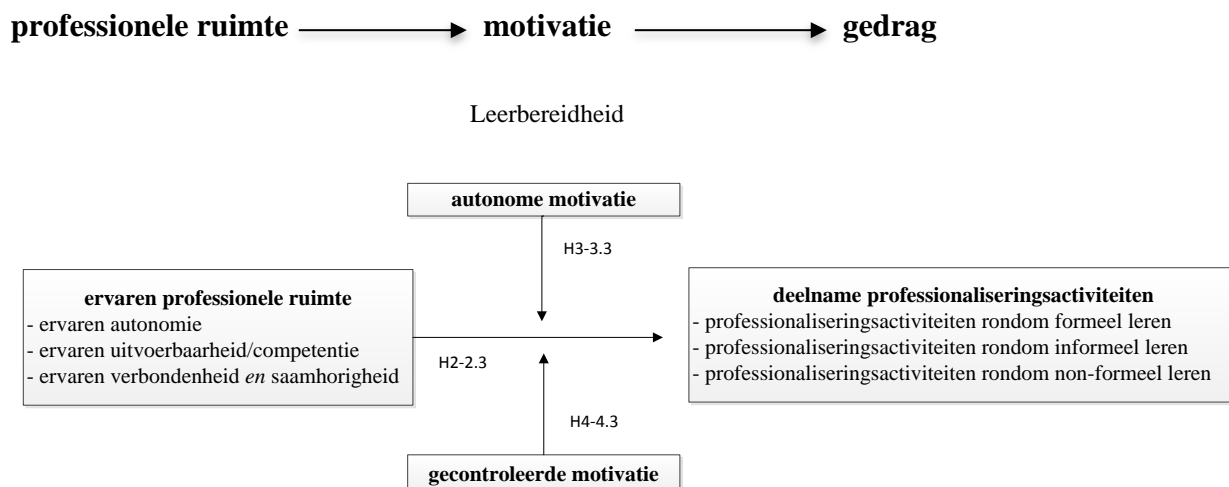 professionele ruimte motivatie gedrag
Leerbereidheid
autonome motivatie
H3-3.3
ervaren professionele ruimte
- ervaren autonomie
- ervaren uitvoerbaarheid/competentie
- ervaren verbondenheid en saamhorigheid
H2-2.3
deelname professionaliseringsactiviteiten
- professionaliseringsactiviteiten rondom formeel leren
- professionaliseringsactiviteiten rondom informeel leren
- professionaliseringsactiviteiten rondom non-formeel leren
H4-4.3
gecontroleerde motivatie